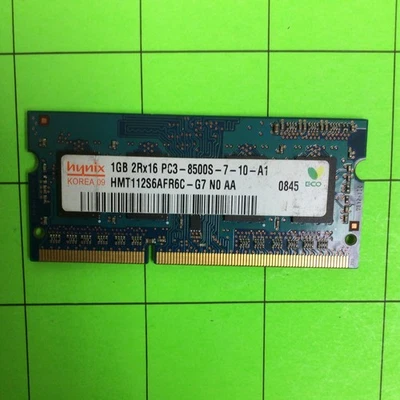 hynix
KOREA 09
1GB 2Rx16 PC3-8500S-7-10-A1
HMT112S6AFR6C-G7 N0 AA
0845
ECO